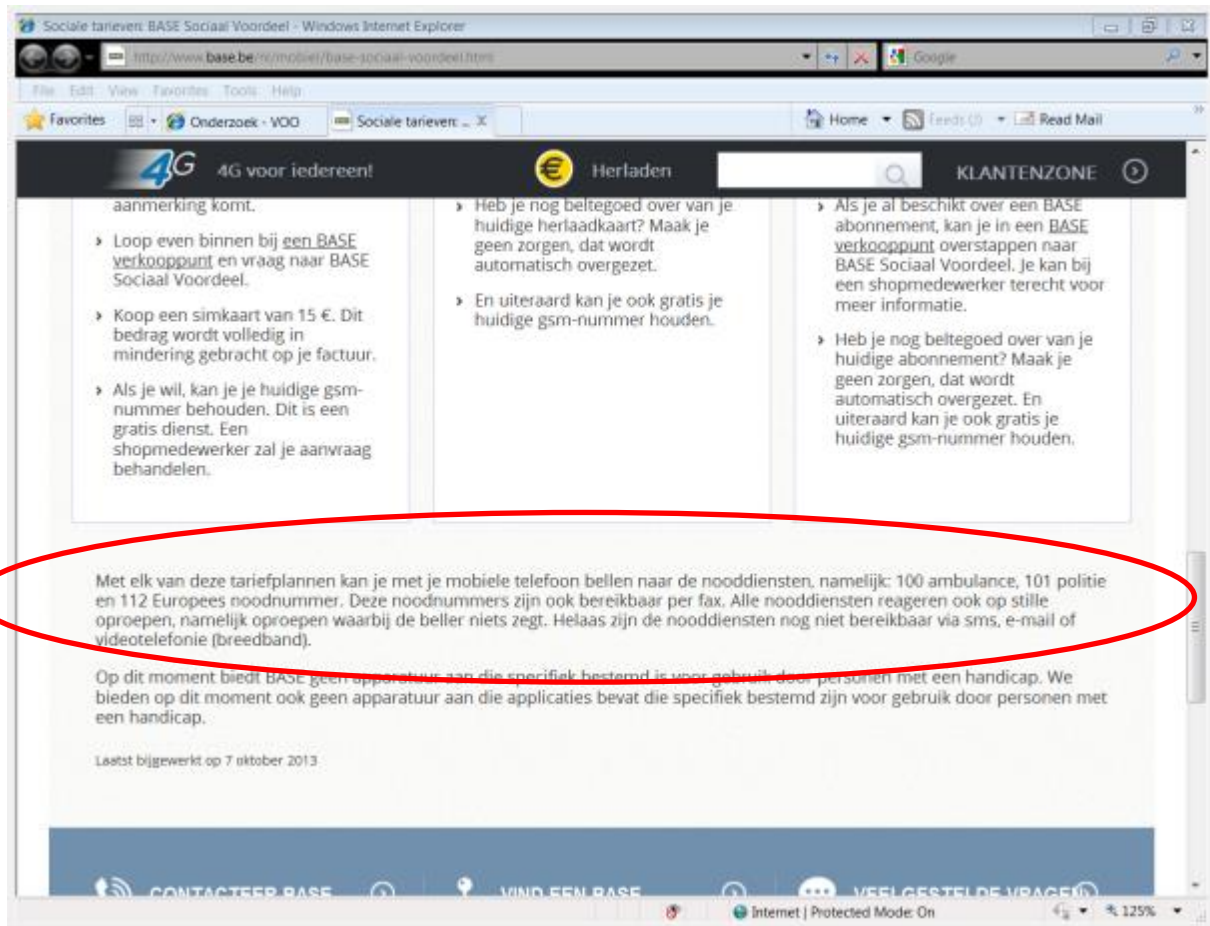 Sociale tarieven: BASE Sociaal Voordeel - Windows Internet Explorer
http://www.base.be/nl/mobiel/base-sociaal-voordeel.html
Google
File Edit View Favorites Tools Help
Favorites
Onderzoek - VOO
Sociale tarieven: ...
Home
Feeds (J)
Read Mail
4G
4G voor iedereen!
€
Herladen
KLANTENZONE
aanmerking komt.
› Loop even binnen bij een BASE
verkooppunt en vraag naar BASE
Sociaal Voordeel.
› Koop een simkaart van 15 €. Dit
bedrag wordt volledig in
mindering gebracht op je factuur.
› Als je wil, kan je je huidige gsm-
nummer behouden. Dit is een
gratis dienst. Een
shopmedewerker zal je aanvraag
behandelen.
› Heb je nog beltegoed over van je
huidige herlaadkaart? Maak je
geen zorgen, dat wordt
automatisch overgezet.
› En uiteraard kan je ook gratis je
huidige gsm-nummer houden.
› Als je al beschikt over een BASE
abonnement, kan je in een BASE
verkooppunt overstappen naar
BASE Sociaal Voordeel. Je kan bij
een shopmedewerker terecht voor
meer informatie.
› Heb je nog beltegoed over van je
huidige abonnement? Maak je
geen zorgen, dat wordt
automatisch overgezet. En
uiteraard kan je ook gratis je
huidige gsm-nummer houden.
Met elk van deze tariefplannen kan je met je mobiele telefoon bellen naar de nooddiensten, namelijk: 100 ambulance, 101 politie
en 112 Europees noodnummer. Deze noodnummers zijn ook bereikbaar per fax. Alle nooddiensten reageren ook op stille
oproepen, namelijk oproepen waarbij de beller niets zegt. Helaas zijn de nooddiensten nog niet bereikbaar via sms, e-mail of
videotelefonie (breedband).
Op dit moment biedt BASE geen apparatuur aan die specifiek bestemd is voor gebruik door personen met een handicap. We
bieden op dit moment ook geen apparatuur aan die applicaties bevat die specifiek bestemd zijn voor gebruik door personen met
een handicap.
Laatst bijgewerkt op 7 oktober 2013
CONTACTEER BASE
VIND EEN BASE
VEELGESTELDE VRAGEN
Internet | Protected Mode: On
125%